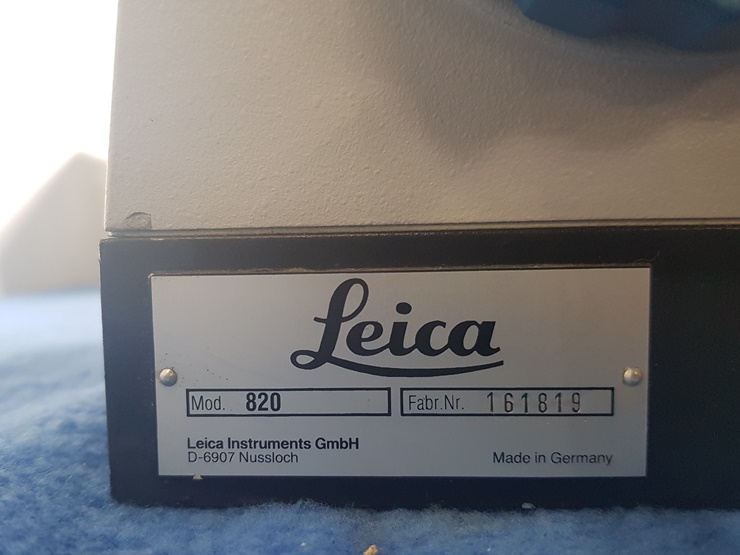 Leica
Mod. 820 Fabr.Nr. 161819
Leica Instruments GmbH
D-6907 Nussloch Made in Germany